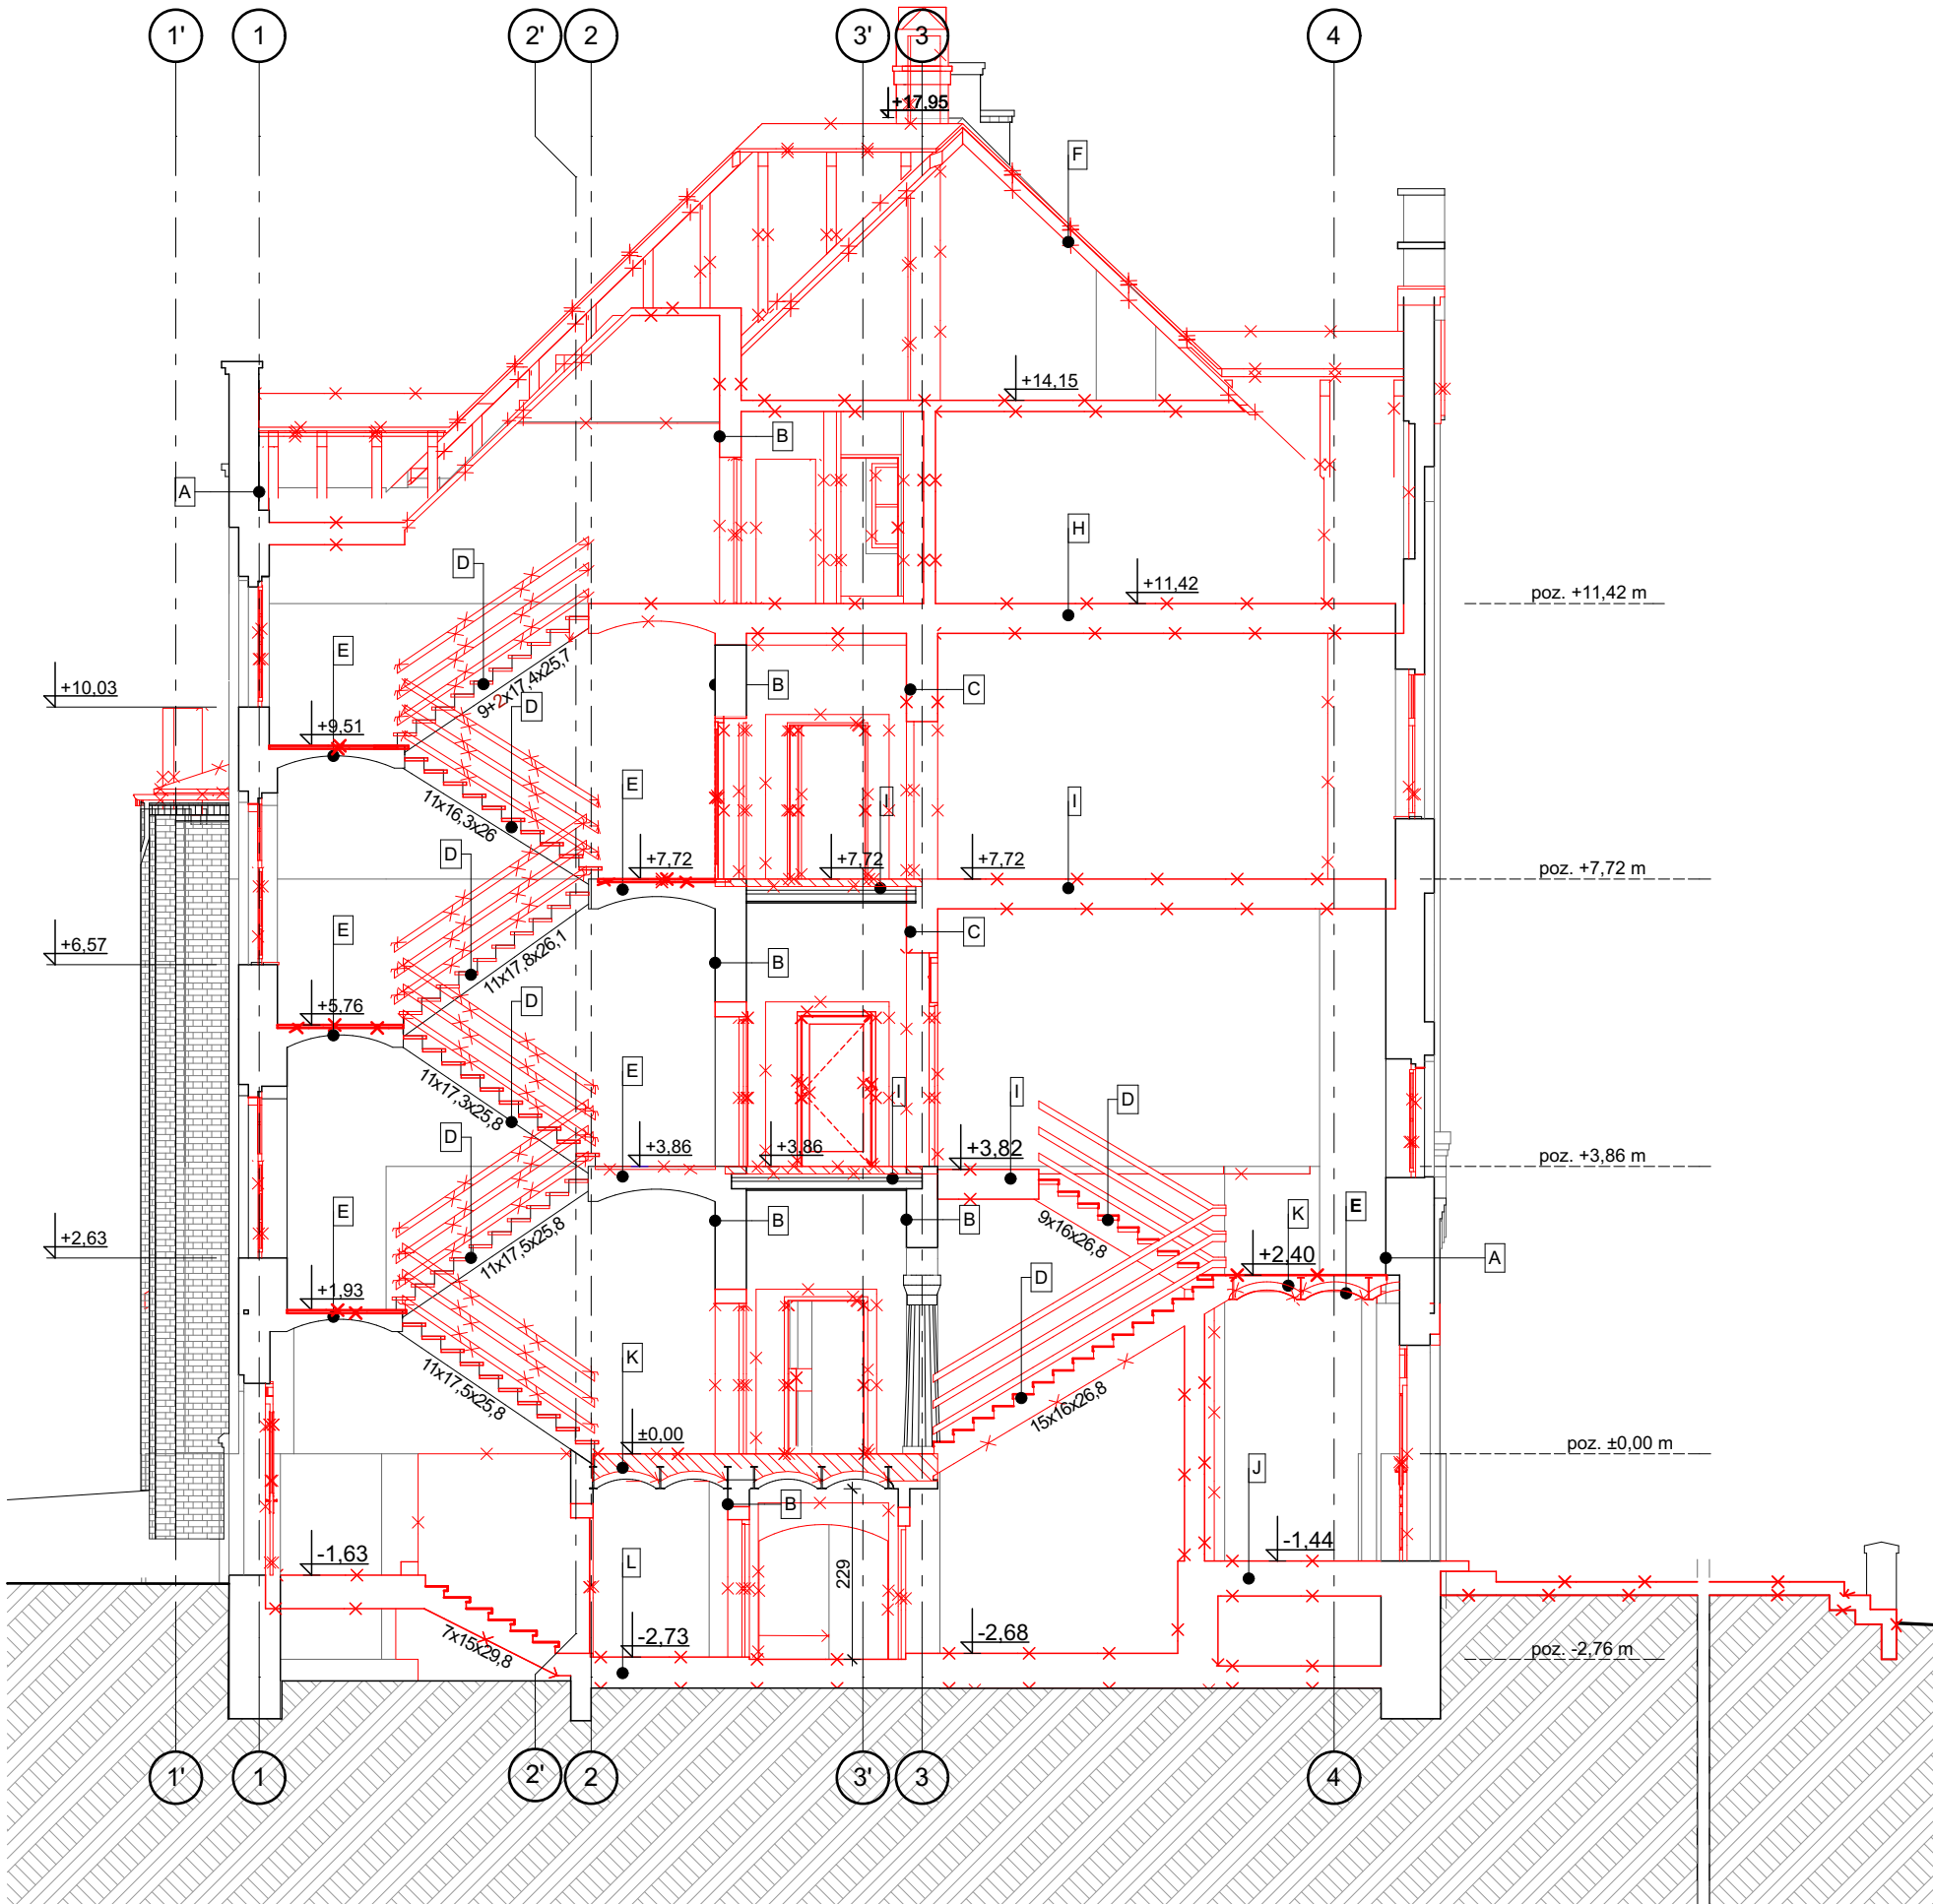 1' 1 2' 2 3' 3 4
+17,95
F
+14,15
B
A
H
D
+11,42
poz. +11,42 m
E
B
C
+10,03
9+2x17,4x25,7
D
+9,51
11x16,3x26
E
I
I
D
+7,72
+7,72
+7,72
poz. +7,72 m
E
C
11x17,8x26,1
B
+6,57
D
D
+5,76
11x17,3x25,8
E
I
I
D
D
+3,86
+3,86
+3,82
poz. +3,86 m
E
K
E
B
B
9x16x26,8
11x17,5x25,8
+2,63
+2,40
A
D
+1,93
K
11x17,5x25,8
15x16x26,8
±0,00
poz. ±0,00 m
J
B
-1,63
L
229
-1,44
7x15x29,8
-2,73
-2,68
poz. -2,76 m
1' 1 2' 2 3' 3 4